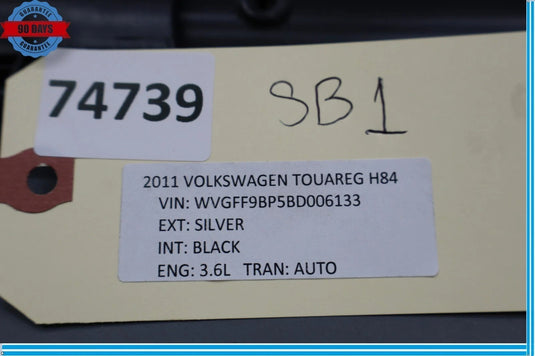 GUARANTEE
90 DAYS
GUARANTEE
74739
SB1
2011 VOLKSWAGEN TOUAREG H84
VIN: WVGFF9BP5BD006133
EXT: SILVER
INT: BLACK
ENG: 3.6L TRAN: AUTO